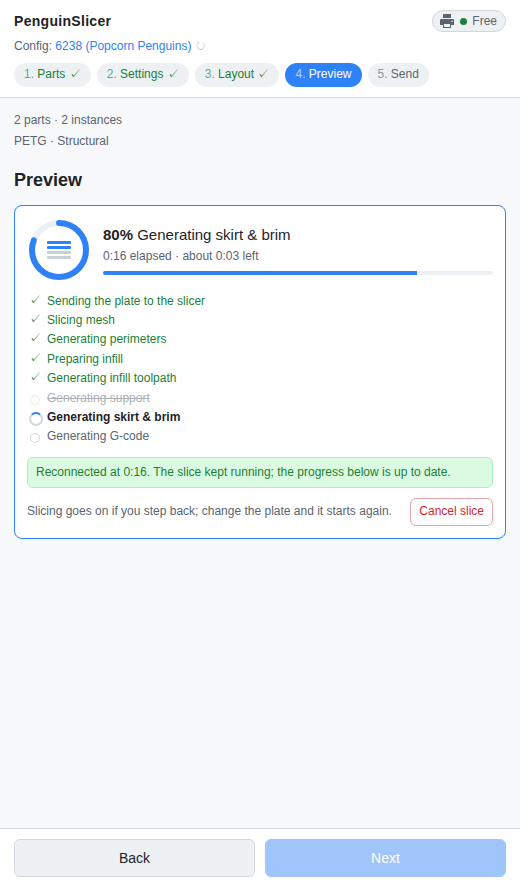 PenguinSlicer
Free
Config: 6238 (Popcorn Penguins)
1. Parts ✓
2. Settings ✓
3. Layout ✓
4. Preview
5. Send
2 parts · 2 instances
PETG · Structural
Preview
80% Generating skirt & brim
0:16 elapsed · about 0:03 left
✓ Sending the plate to the slicer
✓ Slicing mesh
✓ Generating perimeters
✓ Preparing infill
✓ Generating infill toolpath
Generating support
Generating skirt & brim
Generating G-code
Reconnected at 0:16. The slice kept running; the progress below is up to date.
Slicing goes on if you step back; change the plate and it starts again.
Cancel slice
Back
Next